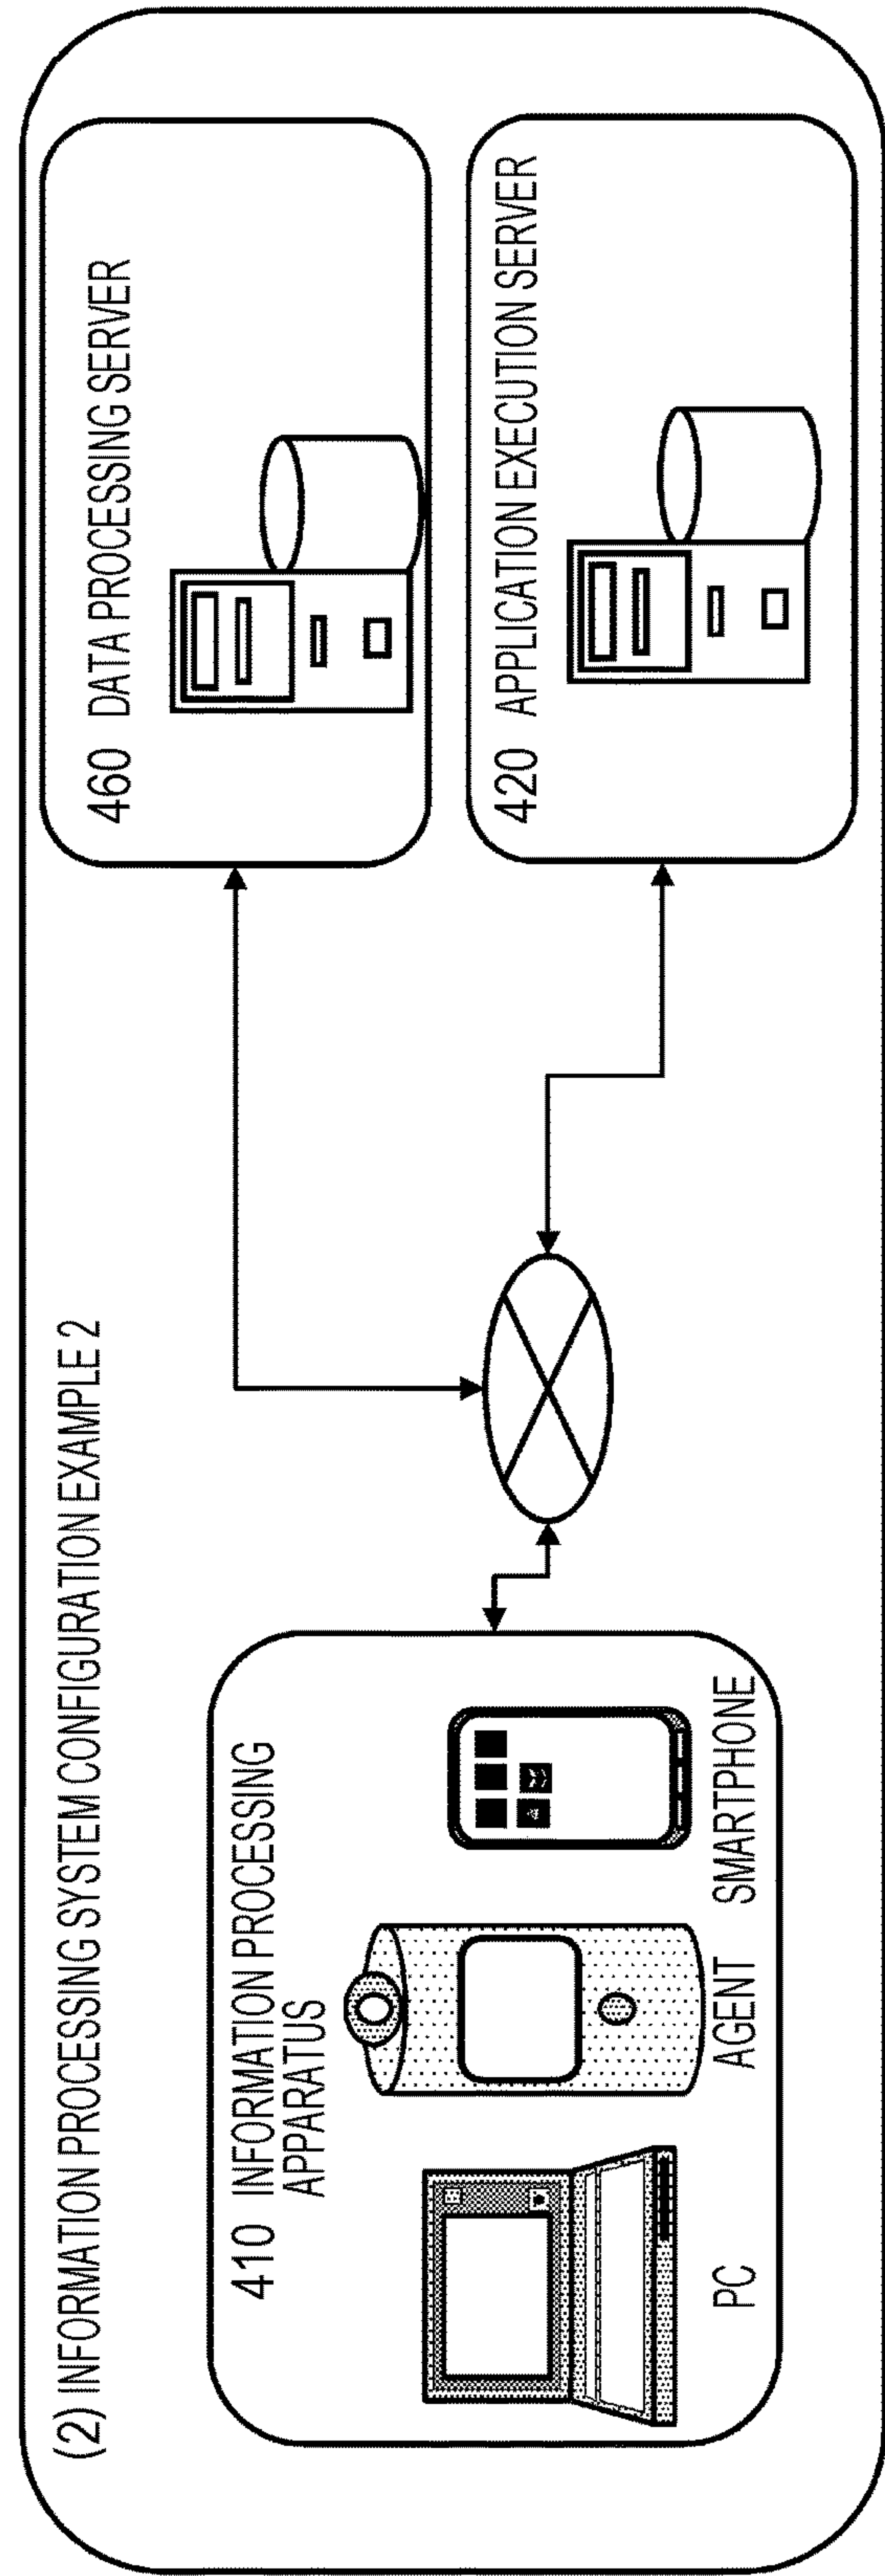 (2) INFORMATION PROCESSING SYSTEM CONFIGURATION EXAMPLE 2
410 INFORMATION PROCESSING
APPARATUS
PC
AGENT
SMARTPHONE
460 DATA PROCESSING SERVER
420 APPLICATION EXECUTION SERVER